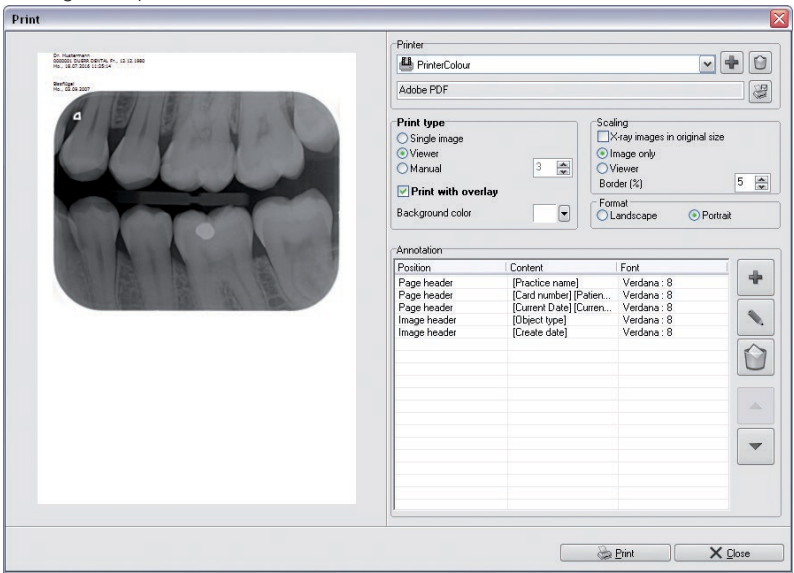 Print
Dr. Mustermann
0000001 DUERR DENTAL Pr., 12.12.1980
Mo., 18.07.2016 11:25:14
Bissflügel
Mo., 03.09.2007
a
Printer
PrinterColour
Adobe PDF
Print type
Single image
Viewer
Manual
3
Print with overlay
Background color
Scaling
X-ray images in original size
Image only
Viewer
Border (%)
5
Format
Landscape
Portrait
Annotation
Position Content Font
Page header [Practice name] Verdana : 8
Page header [Card number] [Patien... Verdana : 8
Page header [Current Date] [Curren... Verdana : 8
Image header [Object type] Verdana : 8
Image header [Create date] Verdana : 8
Print
Close